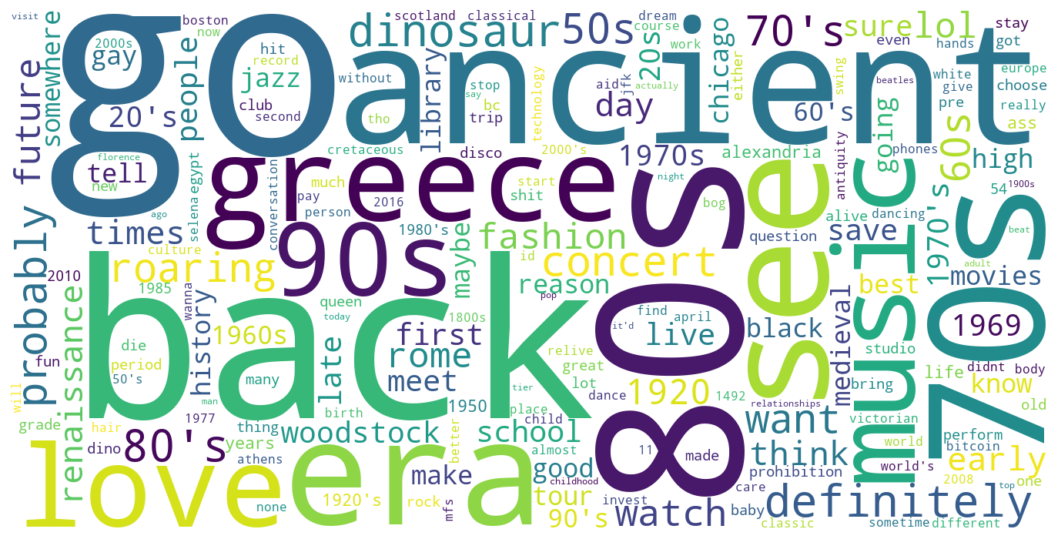 go
ancient
back
80s
70s
greece
see
music
era
love
90s
dinosaur
50s
70's
sure
lol
somewhere
gay
people
jazz
20's
future
probably
tell
times
roaring
library
chicago
20s
day
60's
60s
going
high
1970s
1970's
fashion
concert
save
reason
maybe
best
movies
renaissance
history
1960s
late
rome
meet
first
live
black
medieval
1969
know
early
80's
woodstock
school
1920
want
think
definitely
watch
make
good
tour
90's
boston
now
visit
2000s
new
florence
ago
hit
record
club
second
without
scotland
classical
dream
course
work
stop
say
actually
tho
bc
trip
technology
aid
jfk
either
swing
even
beatles
hands
white
give
pre
stay
got
europe
choose
really
ass
phones
cretaceous
disco
2000's
alexandria
antiquity
54
1900s
selena
egypt
conversation
much
pay
person
2016
start
shit
night
bog
question
alive
dancing
beat
adult
culture
1980's
id
2010
1985
wanna
fun
die
period
50's
many
queen
today
1800s
pop
find
april
it'd
relive
great
lot
studio
didnt
body
bring
life
old
will
grade
hair
man
1977
1950
tier
place
birth
child
dance
1492
relationships
victorian
perform
bitcoin
dino
thing
years
athens
none
1920's
better
rock
mfs
almost
childhood
invest
11
made
care
baby
prohibition
classic
world
world's
2008
one
top
sometime
different